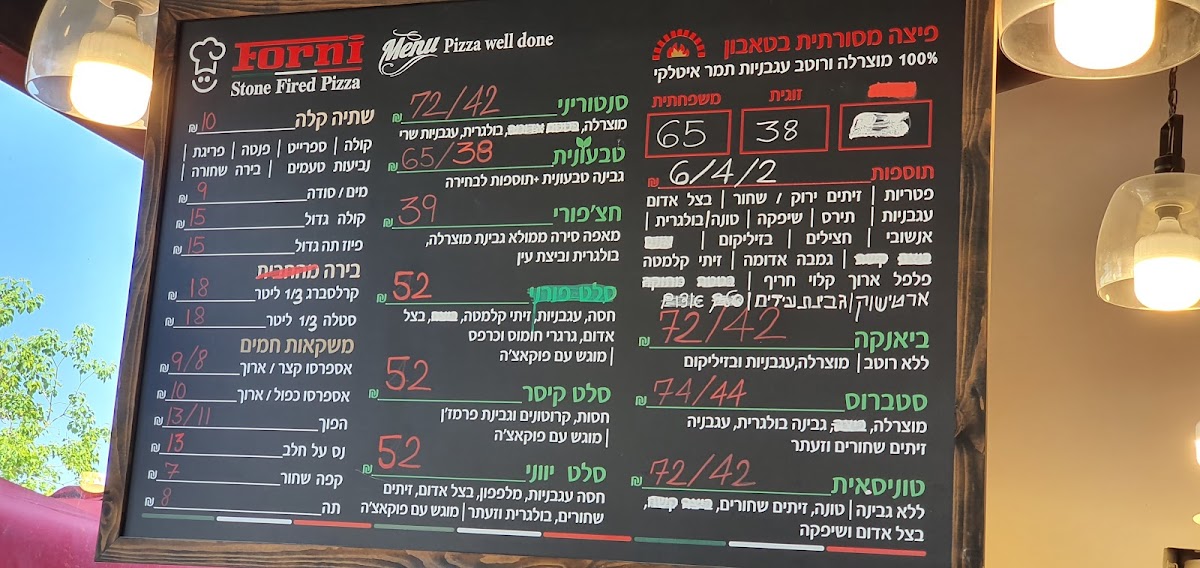 פיצה מסורתית בטאבון
100% מוצרלה ורוטב עגבניות תמר איטלקי
זוגית משפחתית
38 65
תוספות 6/4/2 ₪
פטריות | זיתים ירוק / שחור | בצל אדום
עגבניות | תירס | שיפקה | טונה/בולגרית |
אנשובי | חצילים | בזיליקום |
| גמבה אדומה | זיתי קלמטה
פלפל ארוך קלוי חריף |
ארטישוק | גבינת עיזים |
ביאנקה 72/42 ₪
ללא רוטב | מוצרלה,עגבניות ובזיליקום
סטברוס 74/44 ₪
מוצרלה, גבינה בולגרית, עגבניה
זיתים שחורים וזעתר
טוניסאית 72/42 ₪
ללא גבינה | טונה, זיתים שחורים,
בצל אדום ושיפקה
Menu Pizza well done
סנטוריני 72/42 ₪
מוצרלה, בולגרית, עגבניות שרי
טבעונית 65/38 ₪
גבינה טבעונית +תוספות לבחירה
חצ'פורי 39 ₪
מאפה סירה ממולא גבינת מוצרלה,
בולגרית וביצת עין
סלט פורני 52 ₪
חסה, עגבניות, זיתי קלמטה, בצל
אדום, גרגרי חומוס וכרפס
| מוגש עם פוקאצ'ה
סלט קיסר 52 ₪
חסות, קרוטונים וגבינת פרמז'ן
| מוגש עם פוקאצ'ה
סלט יווני 52 ₪
חסה עגבניות, מלפפון, בצל אדום, זיתים
שחורים, בולגרית וזעתר | מוגש עם פוקאצ'ה
Forni
Stone Fired Pizza
שתיה קלה 10 ₪
קולה | ספרייט | פנטה | פריגת |
נביעות טעמים | בירה שחורה |
מים / סודה 9 ₪
קולה גדול 15 ₪
פיוז תה גדול 15 ₪
בירה מהחבית
קרלסברג 1/3 ליטר 18 ₪
סטלה 1/3 ליטר 18 ₪
משקאות חמים
אספרסו קצר / ארוך 9/8 ₪
אספרסו כפול / ארוך 10 ₪
הפוך 13/11 ₪
נס על חלב 13 ₪
קפה שחור 7 ₪
תה 8 ₪